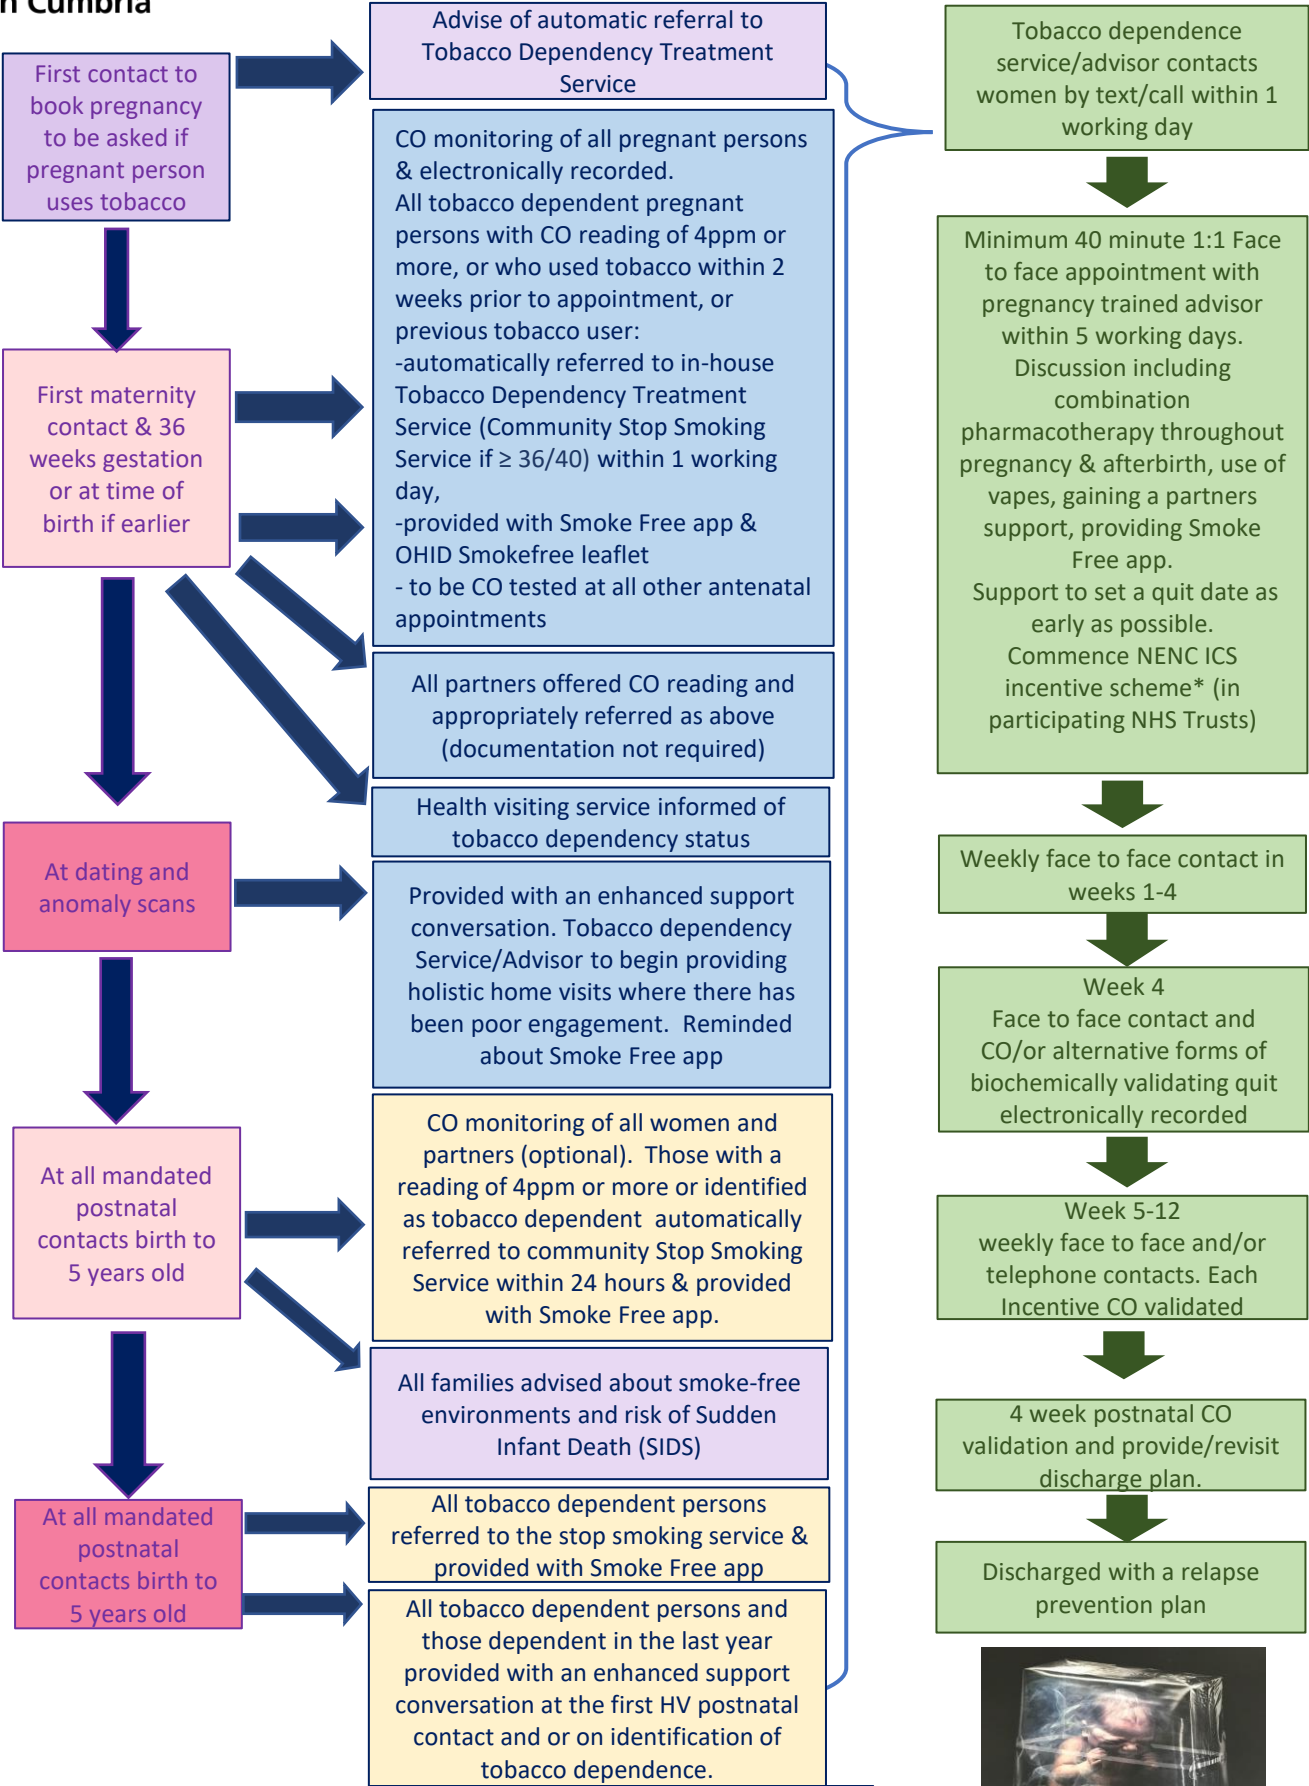 n Cumbria
First contact to
book pregnancy
to be asked if
pregnant person
uses tobacco
First maternity
contact & 36
weeks gestation
or at time of
birth if earlier
At dating and
anomaly scans
At all mandated
postnatal
contacts birth to
5 years old
At all mandated
postnatal
contacts birth to
5 years old
Advise of automatic referral to
Tobacco Dependency Treatment
Service
CO monitoring of all pregnant persons
& electronically recorded.
All tobacco dependent pregnant
persons with CO reading of 4ppm or
more, or who used tobacco within 2
weeks prior to appointment, or
previous tobacco user:
-automatically referred to in-house
Tobacco Dependency Treatment
Service (Community Stop Smoking
Service if ≥ 36/40) within 1 working
day,
-provided with Smoke Free app &
OHID Smokefree leaflet
- to be CO tested at all other antenatal
appointments
All partners offered CO reading and
appropriately referred as above
(documentation not required)
Health visiting service informed of
tobacco dependency status
Provided with an enhanced support
conversation. Tobacco dependency
Service/Advisor to begin providing
holistic home visits where there has
been poor engagement.  Reminded
about Smoke Free app
CO monitoring of all women and
partners (optional).  Those with a
reading of 4ppm or more or identified
as tobacco dependent  automatically
referred to community Stop Smoking
Service within 24 hours & provided
with Smoke Free app.
All families advised about smoke-free
environments and risk of Sudden
Infant Death (SIDS)
All tobacco dependent persons
referred to the stop smoking service &
provided with Smoke Free app
All tobacco dependent persons and
those dependent in the last year
provided with an enhanced support
conversation at the first HV postnatal
contact and or on identification of
tobacco dependence.
Tobacco dependence
service/advisor contacts
women by text/call within 1
working day
Minimum 40 minute 1:1 Face
to face appointment with
pregnancy trained advisor
within 5 working days.
Discussion including
combination
pharmacotherapy throughout
pregnancy & afterbirth, use of
vapes, gaining a partners
support, providing Smoke
Free app.
Support to set a quit date as
early as possible.
Commence NENC ICS
incentive scheme* (in
participating NHS Trusts)
Weekly face to face contact in
weeks 1-4
Week 4
Face to face contact and
CO/or alternative forms of
biochemically validating quit
electronically recorded
Week 5-12
weekly face to face and/or
telephone contacts. Each
Incentive CO validated
4 week postnatal CO
validation and provide/revisit
discharge plan.
Discharged with a relapse
prevention plan